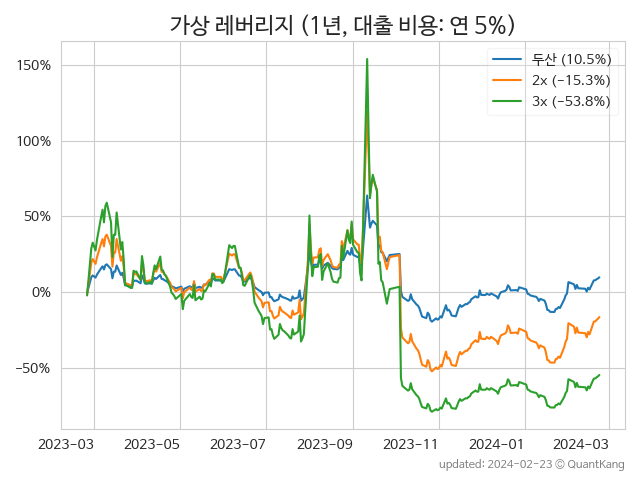 가상 레버리지 (1년, 대출 비용: 연 5%)
두산 (10.5%)
2x (−15.3%)
3x (−53.8%)
150%
100%
50%
0%
−50%
2023-03 2023-05 2023-07 2023-09 2023-11 2024-01 2024-03
updated: 2024-02-23 © QuantKang